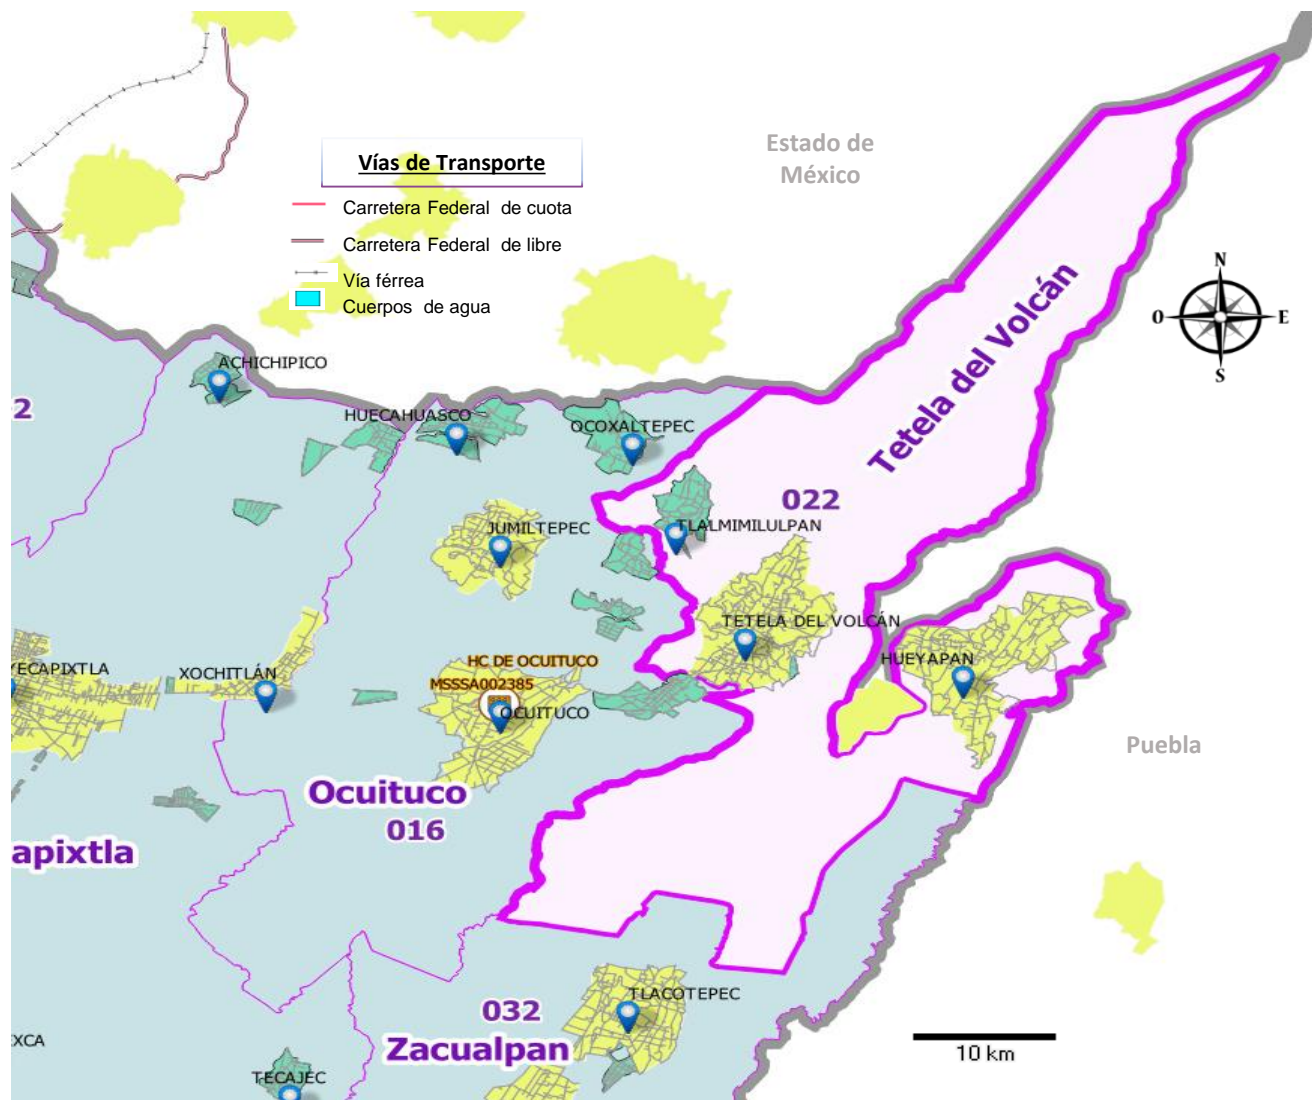 Estado de
México
Vías de Transporte
Carretera Federal de cuota
Carretera Federal de libre
Vía férrea
Cuerpos de agua
N
O
E
S
Tetela del Volcán
ACHICHIPICO
2
HUECAHUASCO
OCOXALTEPEC
022
JUMILTEPEC
TLALMIMILULPAN
TETELA DEL VOLCÁN
HUEYAPAN
HC DE OCUITUCO
YECAPIXTLA
XOCHITLÁN
MSSSA002385
OCUITUCO
Puebla
Ocuituco
016
apixtla
TLACOTEPEC
032
Zacualpan
XCA
10 km
TECAJEC